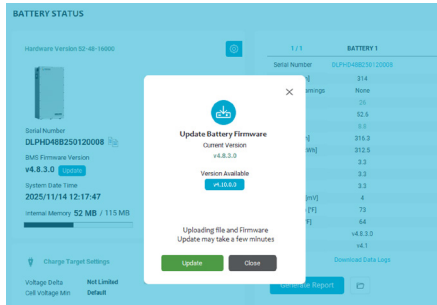 BATTERY STATUS
Hardware Version 52-48-16000
1 / 1 BATTERY 1
Serial Number DLPHD48B250120008
314
None
26
52.6
316.3
312.5
3.3
3.3
3.3
[mV] 4
[°F] 73
64
v4.8.3.0
v4.1
Download Data Logs
Generate Report
Serial Number
DLPHD48B250120008
BMS Firmware Version
v4.8.3.0 Update
System Date Time
2025/11/14 12:17:47
Internal Memory 52 MB / 115 MB
Charge Target Settings
Voltage Delta Not Limited
Cell Voltage Min Default
Update Battery Firmware
Current Version
v4.8.3.0
Version Available
v4.10.0.0
Uploading file and Firmware
Update may take a few minutes
Update Close